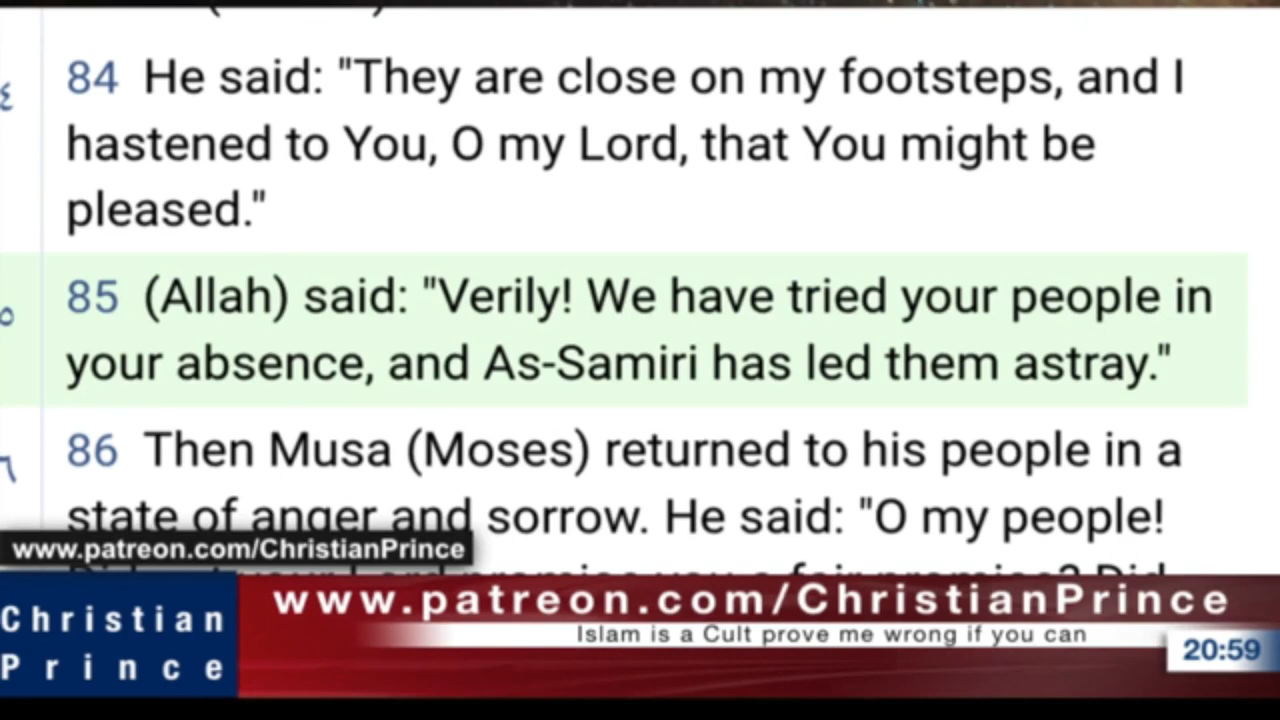 84 He said: "They are close on my footsteps, and I
hastened to You, O my Lord, that You might be
pleased."
85 (Allah) said: "Verily! We have tried your people in
your absence, and As-Samiri has led them astray."
86 Then Musa (Moses) returned to his people in a
state of anger and sorrow. He said: "O my people!
www.patreon.com/ChristianPrince
Christian
Prince
www.patreon.com/ChristianPrince
Islam is a Cult prove me wrong if you can
20:59